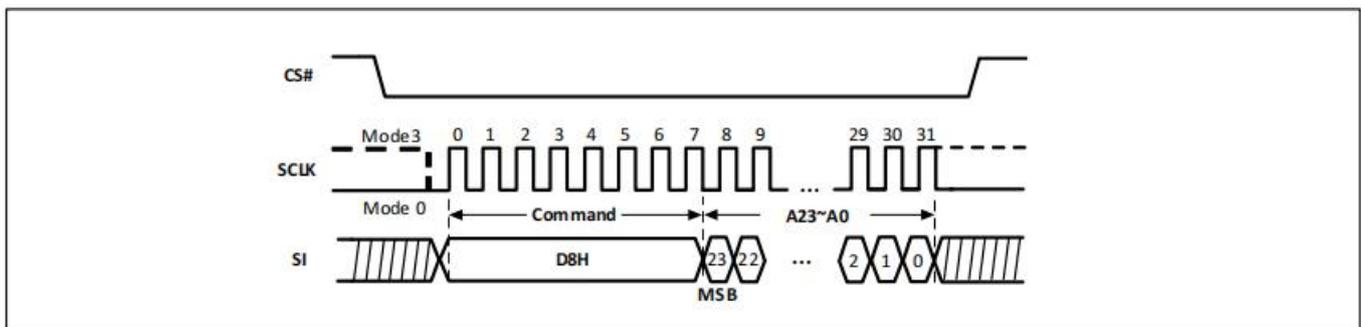 CS#
Mode3 0 1 2 3 4 5 6 7 8 9 29 30 31
SCLK
...
Mode 0 Command A23~A0
SI D8H 23 22 ... 2 1 0
MSB